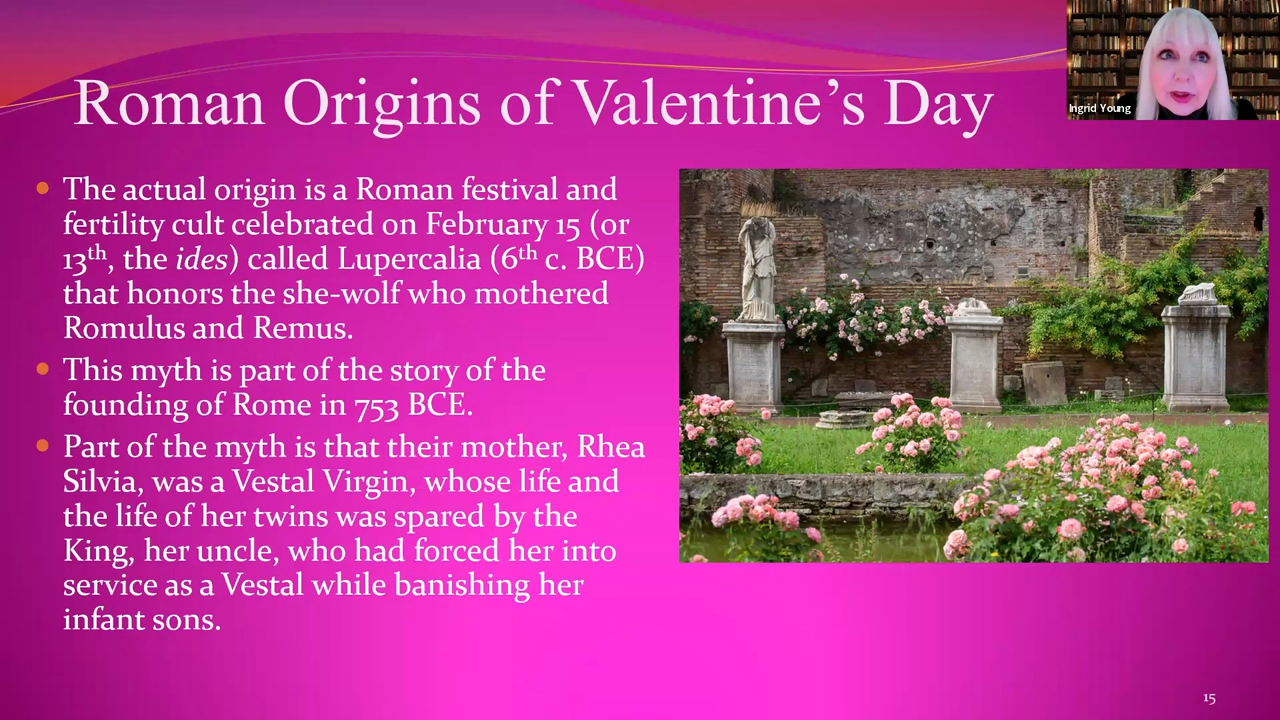 Roman Origins of Valentine’s Day
Ingrid Young
• The actual origin is a Roman festival and
fertility cult celebrated on February 15 (or
13th, the ides) called Lupercalia (6th c. BCE)
that honors the she-wolf who mothered
Romulus and Remus.
• This myth is part of the story of the
founding of Rome in 753 BCE.
• Part of the myth is that their mother, Rhea
Silvia, was a Vestal Virgin, whose life and
the life of her twins was spared by the
King, her uncle, who had forced her into
service as a Vestal while banishing her
infant sons.
15